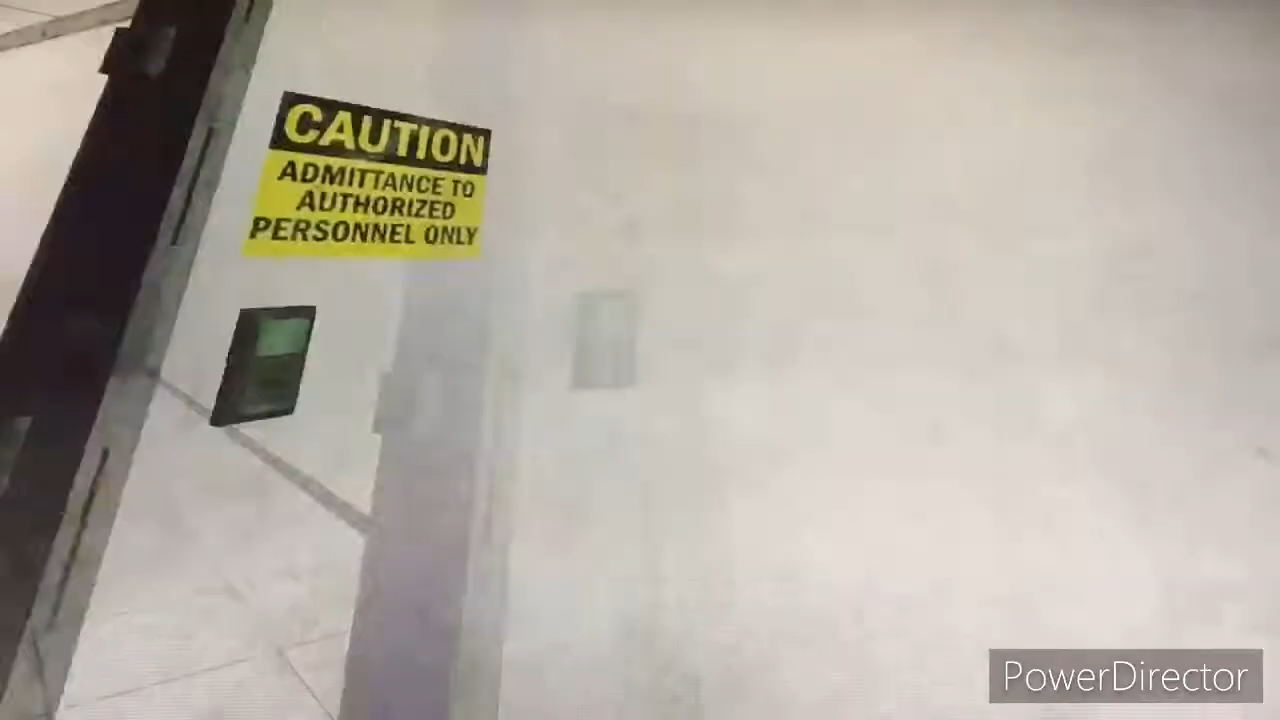 CAUTION
ADMITTANCE TO
AUTHORIZED
PERSONNEL ONLY
PowerDirector